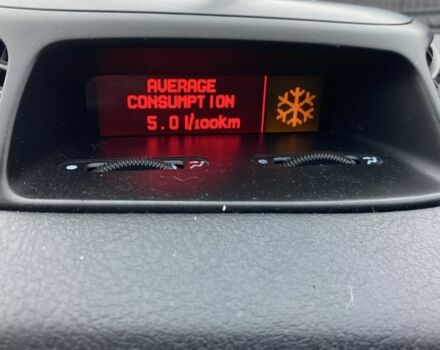 AVERAGE
CONSUMPTION
5.0 l/100km